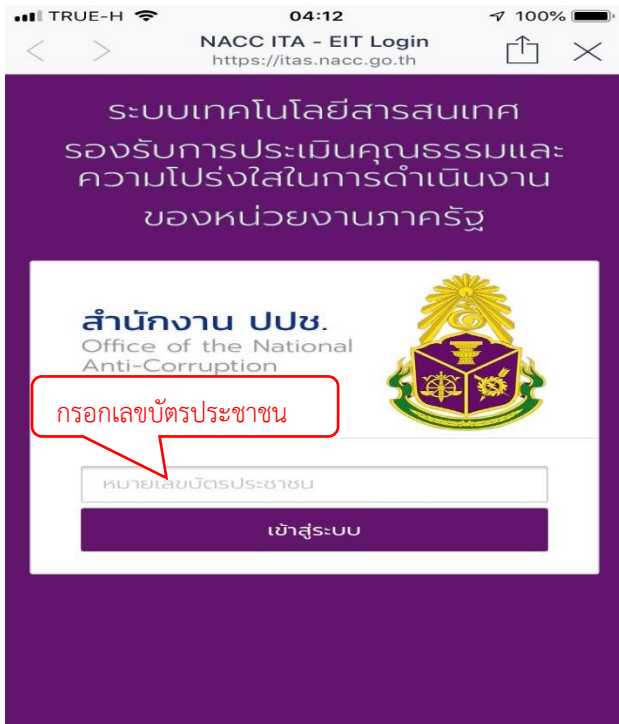 TRUE-H
04:12
100%
NACC ITA - EIT Login
https://itas.nacc.go.th
ระบบเทคโนโลยีสารสนเทศ
รองรับการประเมินคุณธรรมและ
ความโปร่งใสในการดำเนินงาน
ของหน่วยงานภาครัฐ
สำนักงาน ปปช.
Office of the National
Anti-Corruption
กรอกเลขบัตรประชาชน
หมายเลขบัตรประชาชน
เข้าสู่ระบบ